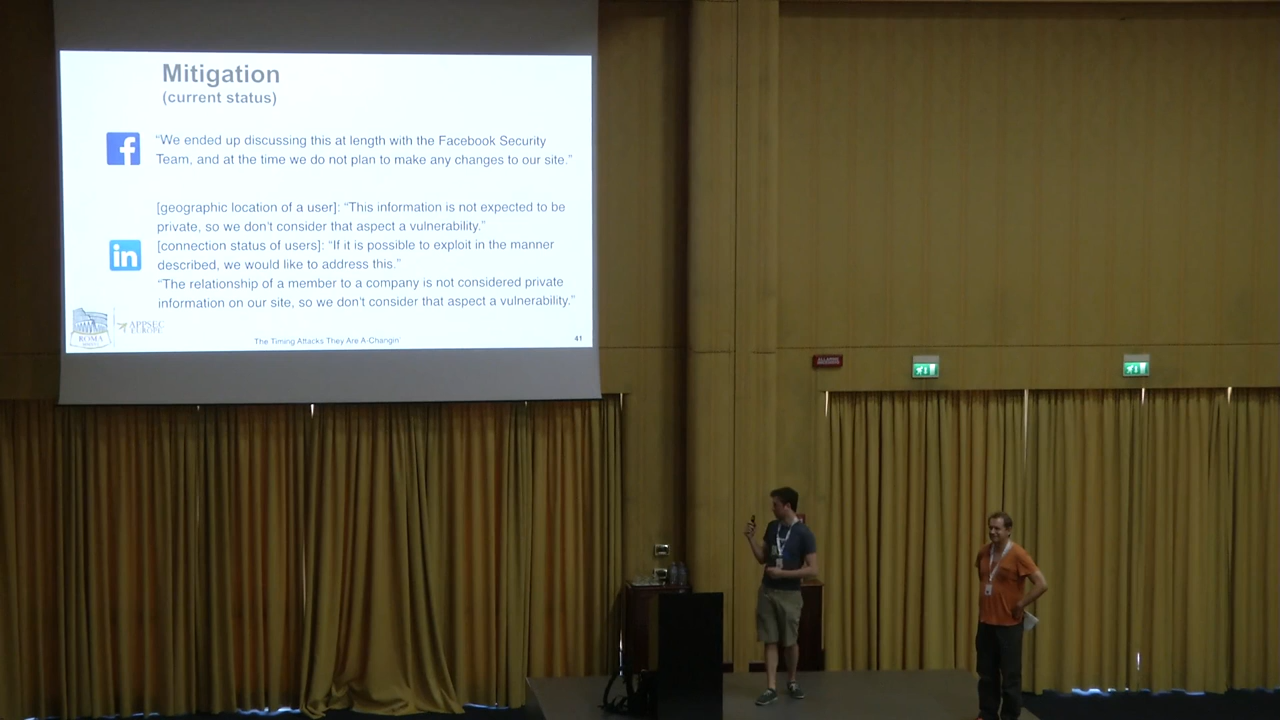 Mitigation
(current status)
“We ended up discussing this at length with the Facebook Security
Team, and at the time we do not plan to make any changes to our site.”
[geographic location of a user]: “This information is not expected to be
private, so we don’t consider that aspect a vulnerability.”
[connection status of users]: “If it is possible to exploit in the manner
described, we would like to address this.”
“The relationship of a member to a company is not considered private
information on our site, so we don’t consider that aspect a vulnerability.”
f
in
ROMA
APPSEC
EUROPE
The Timing Attacks They Are A-Changin'
41